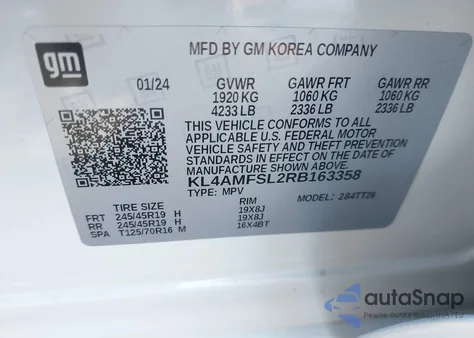 gm
MFD BY GM KOREA COMPANY
01/24 GVWR GAWR FRT GAWR RR
1920 KG 1060 KG 1060 KG
4233 LB 2336 LB 2336 LB
THIS VEHICLE CONFORMS TO ALL
APPLICABLE U.S. FEDERAL MOTOR
VEHICLE SAFETY AND THEFT
PREVENTION STANDARDS IN
EFFECT ON THE DATE OF
MANUFACTURE SHOWN ABOVE.
KL4AMFSL2RB163358
TYPE: MPV MODEL: 284TT26
TIRE SIZE RIM
FRT 245/45R19 H 19X8J
RR 245/45R19 H 19X8J
SPA T125/70R16 M 16X4BT
autoSnap